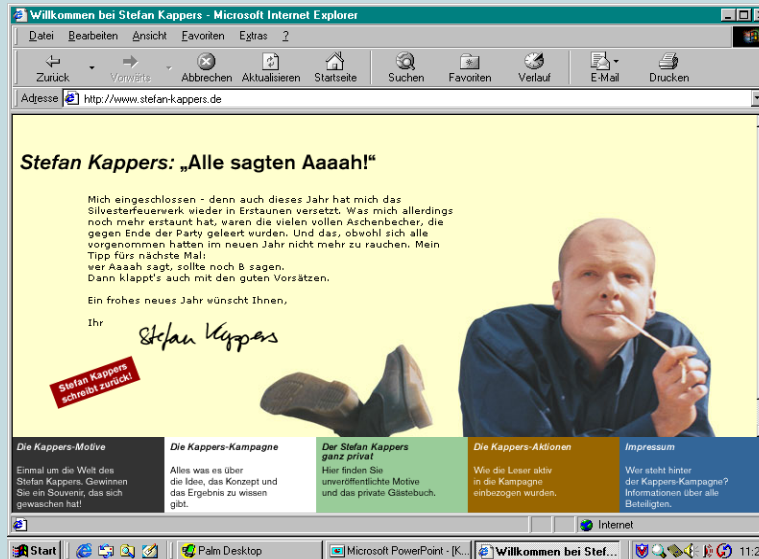 Willkommen bei Stefan Kappers - Microsoft Internet Explorer
Datei Bearbeiten Ansicht Favoriten Extras ?
Zurück Vorwärts Abbrechen Aktualisieren Startseite Suchen Favoriten Verlauf E-Mail Drucken
Adresse http://www.stefan-kappers.de
Stefan Kappers: „Alle sagten Aaaah!“
Mich eingeschlossen - denn auch dieses Jahr hat mich das
Silvesterfeuerwerk wieder in Erstaunen versetzt. Was mich allerdings
noch mehr erstaunt hat, waren die vielen vollen Aschenbecher, die
gegen Ende der Party geleert wurden. Und das, obwohl sich alle
vorgenommen hatten im neuen Jahr nicht mehr zu rauchen. Mein
Tipp fürs nächste Mal:
wer Aaaah sagt, sollte noch B sagen.
Dann klappt's auch mit den guten Vorsätzen.
Ein frohes neues Jahr wünscht Ihnen,
Ihr
Stefan Kappers
Stefan Kappers
schreibt zurück!
Die Kappers-Motive
Einmal um die Welt des
Stefan Kappers. Gewinnen
Sie ein Souvenir, das sich
gewaschen hat!
Die Kappers-Kampagne
Alles was es über
die Idee, das Konzept und
das Ergebnis zu wissen
gibt.
Der Stefan Kappers
ganz privat
Hier finden Sie
unveröffentlichte Motive
und das private Gästebuch.
Die Kappers-Aktionen
Wie die Leser aktiv
in die Kampagne
einbezogen wurden.
Impressum
Wer steht hinter
der Kappers-Kampagne?
Informationen über alle
Beteiligten.
Internet
Start Palm Desktop Microsoft PowerPoint - [K... Willkommen bei Stef... 11:2